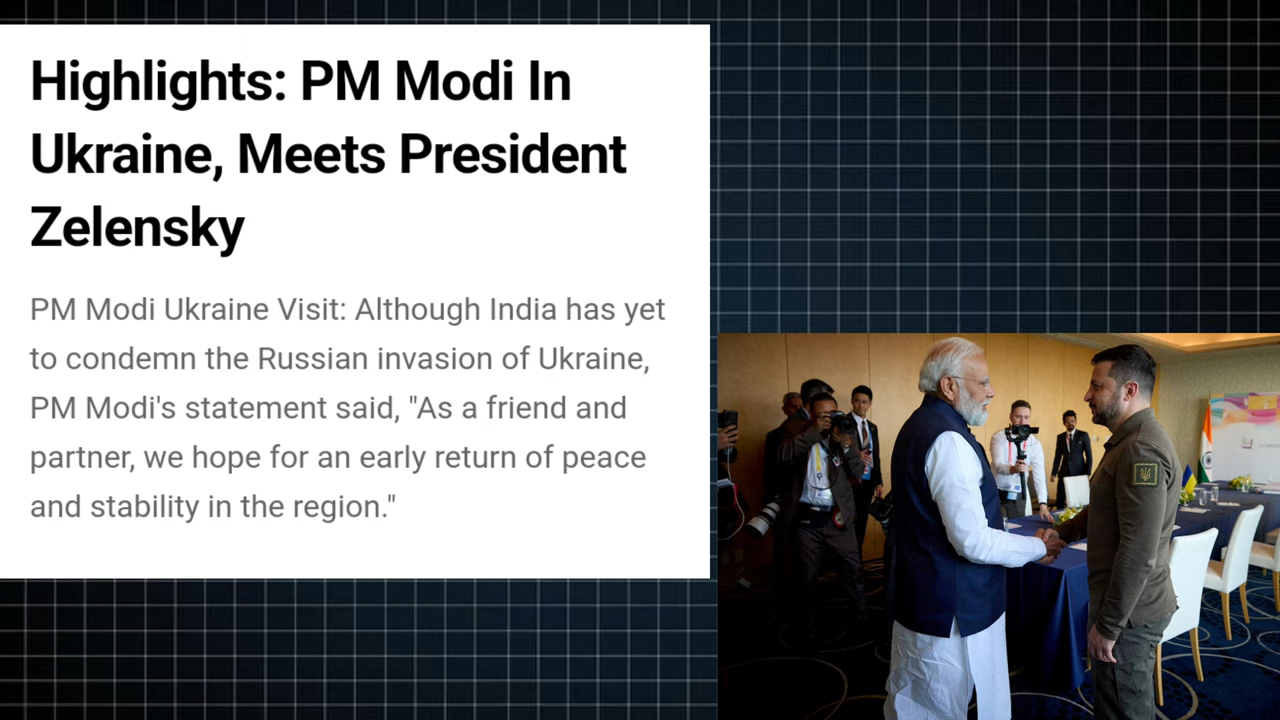 Highlights: PM Modi In
Ukraine, Meets President
Zelensky
PM Modi Ukraine Visit: Although India has yet
to condemn the Russian invasion of Ukraine,
PM Modi's statement said, "As a friend and
partner, we hope for an early return of peace
and stability in the region."